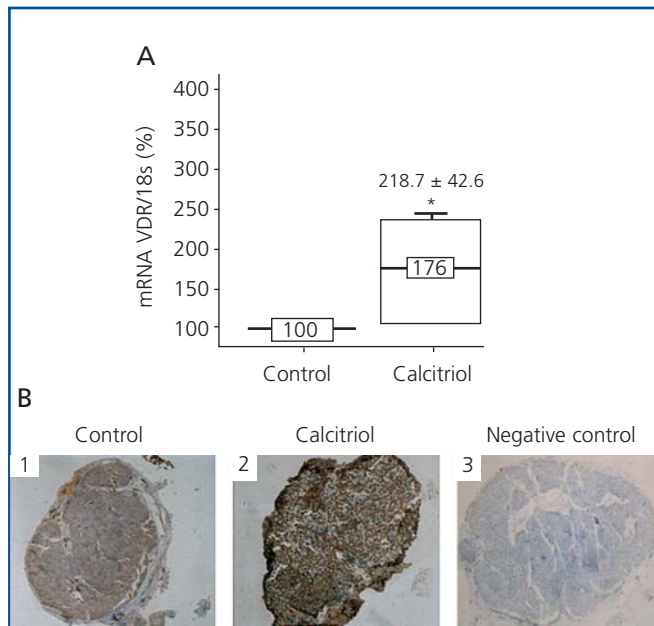 A
mRNA VDR/18s (%)
400
350
300
250
200
150
100
218.7 ± 42.6
*
176
100
Control
Calcitriol
B
Control
Calcitriol
Negative control
1
2
3